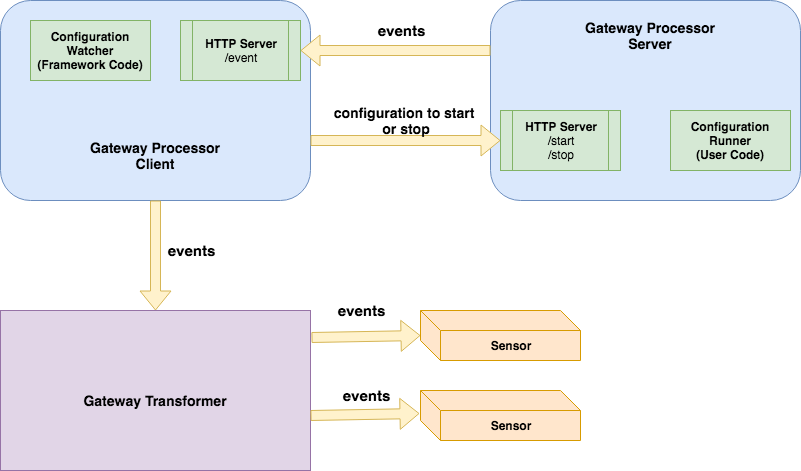 Configuration
Watcher
(Framework Code)
HTTP Server
/event
Gateway Processor
Client
events
configuration to start
or stop
Gateway Processor
Server
HTTP Server
/start
/stop
Configuration
Runner
(User Code)
events
Gateway Transformer
events
Sensor
events
Sensor